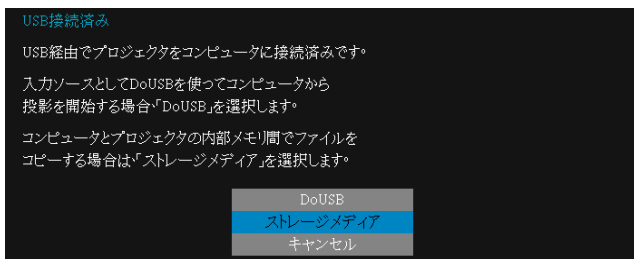 USB接続済み
USB経由でプロジェクタをコンピュータに接続済みです。
入力ソースとしてDoUSBを使ってコンピュータから
投影を開始する場合、「DoUSB」を選択します。
コンピュータとプロジェクタの内部メモリ間でファイルを
コピーする場合は、「ストレージメディア」を選択します。
DoUSB
ストレージメディア
キャンセル